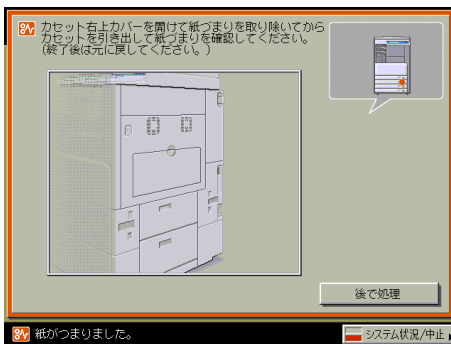 カセット右上カバーを開けて紙づまりを取り除いてから
カセットを引き出して紙づまりを確認してください。
(終了後は元に戻してください。)
後で処理
紙がつまりました。
システム状況/中止